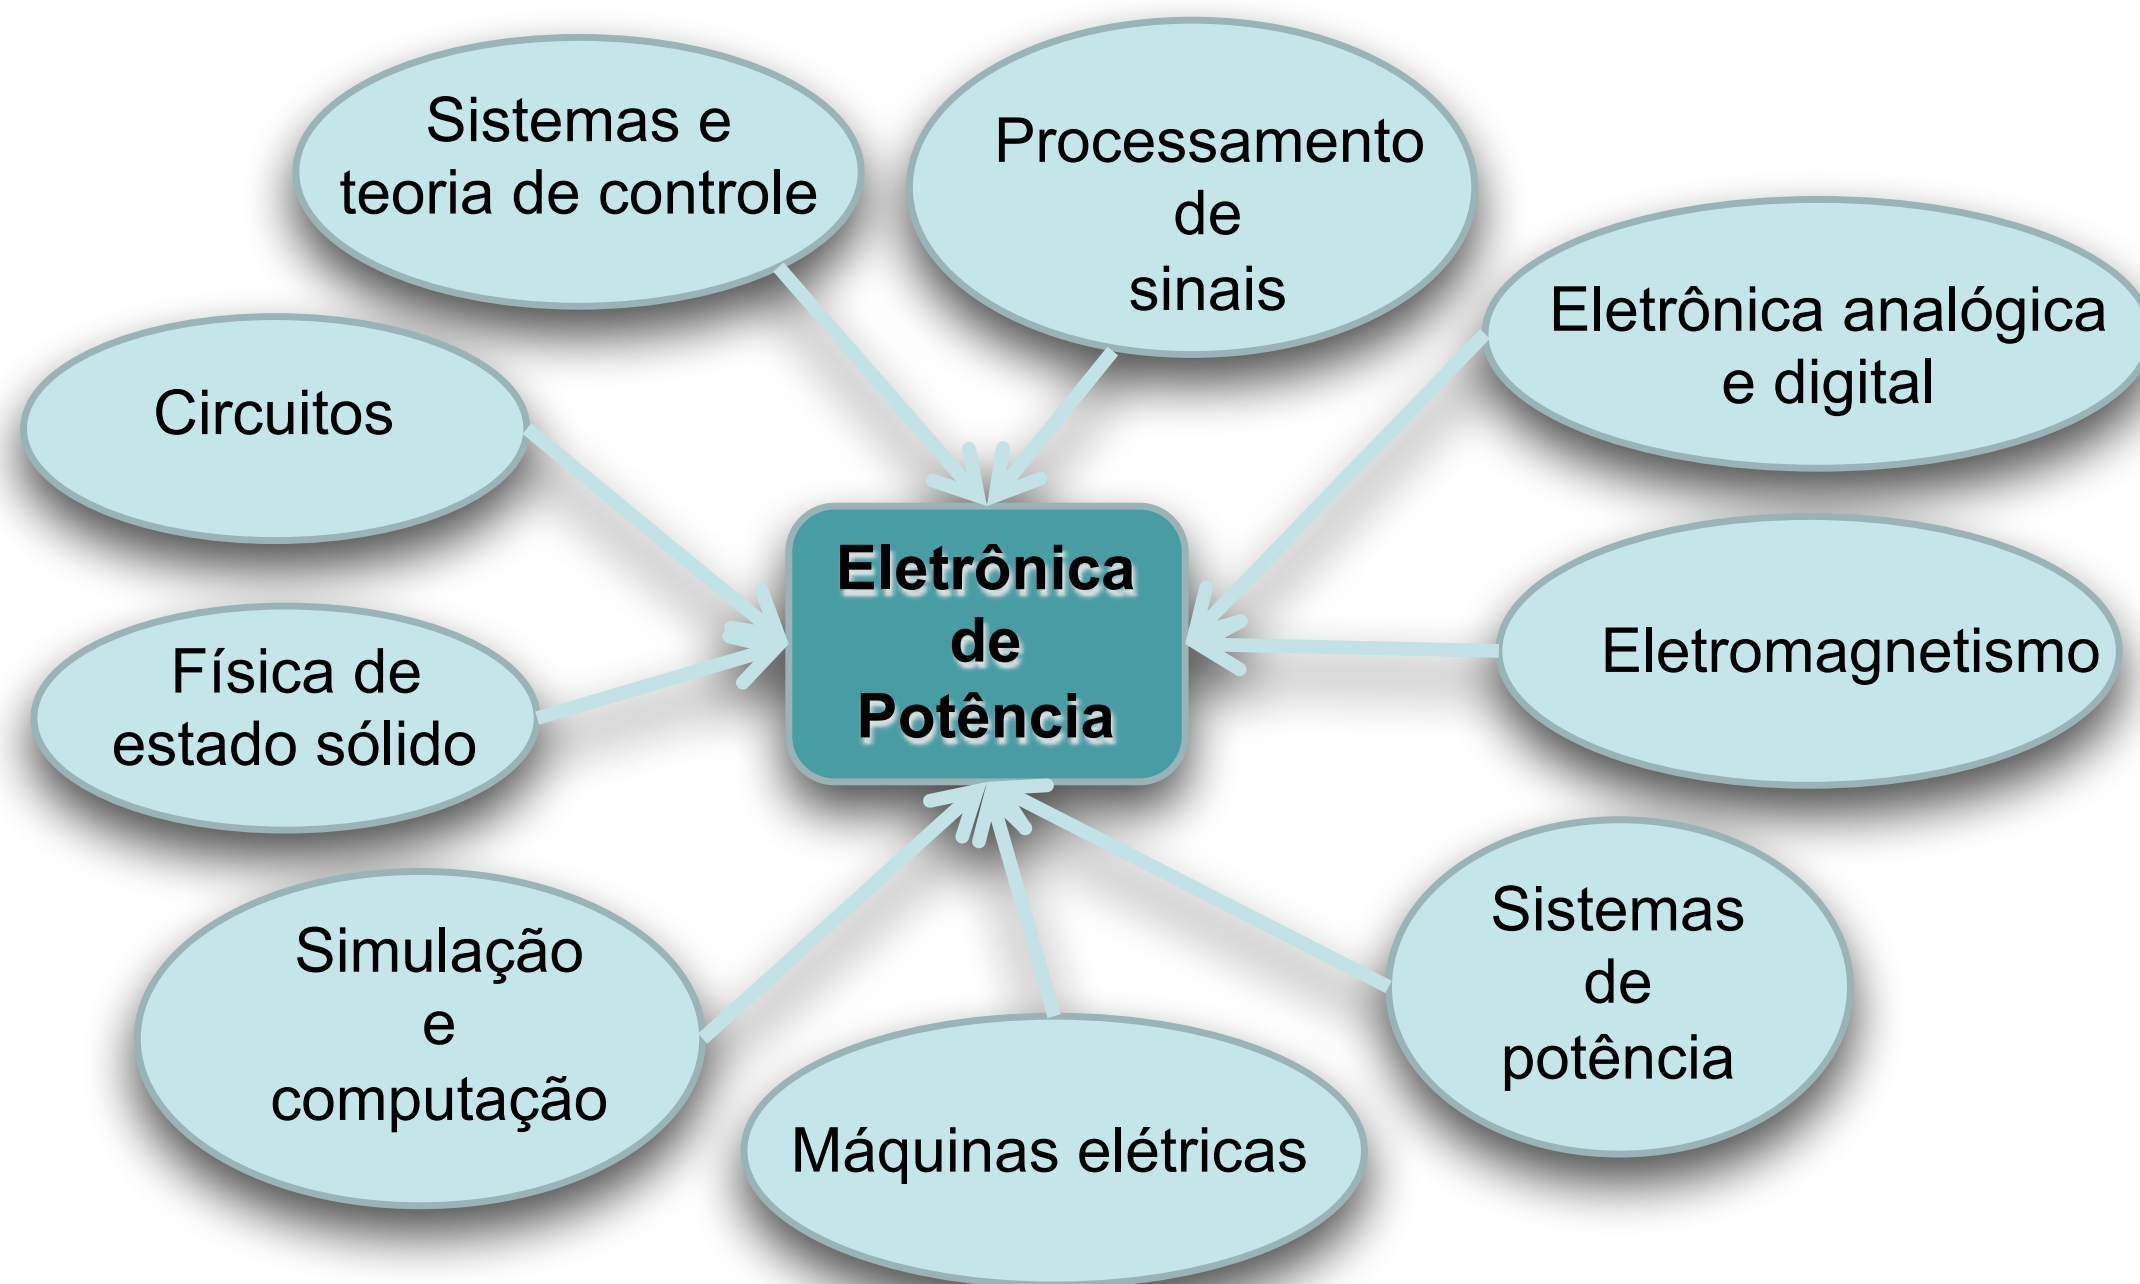 Sistemas e
teoria de controle
Processamento
de
sinais
Eletrônica analógica
e digital
Circuitos
Eletrônica
de
Potência
Eletromagnetismo
Física de
estado sólido
Sistemas
de
potência
Simulação
e
computação
Máquinas elétricas